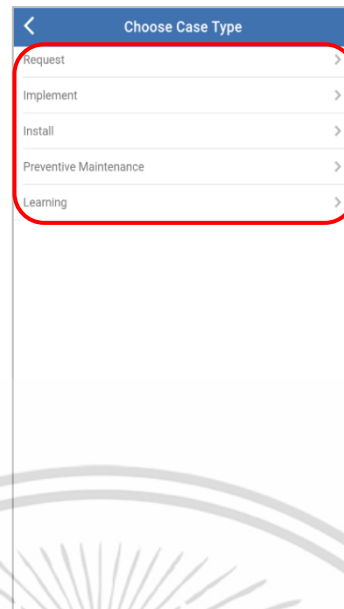 Choose Case Type
Request
Implement
Install
Preventive Maintenance
Learning